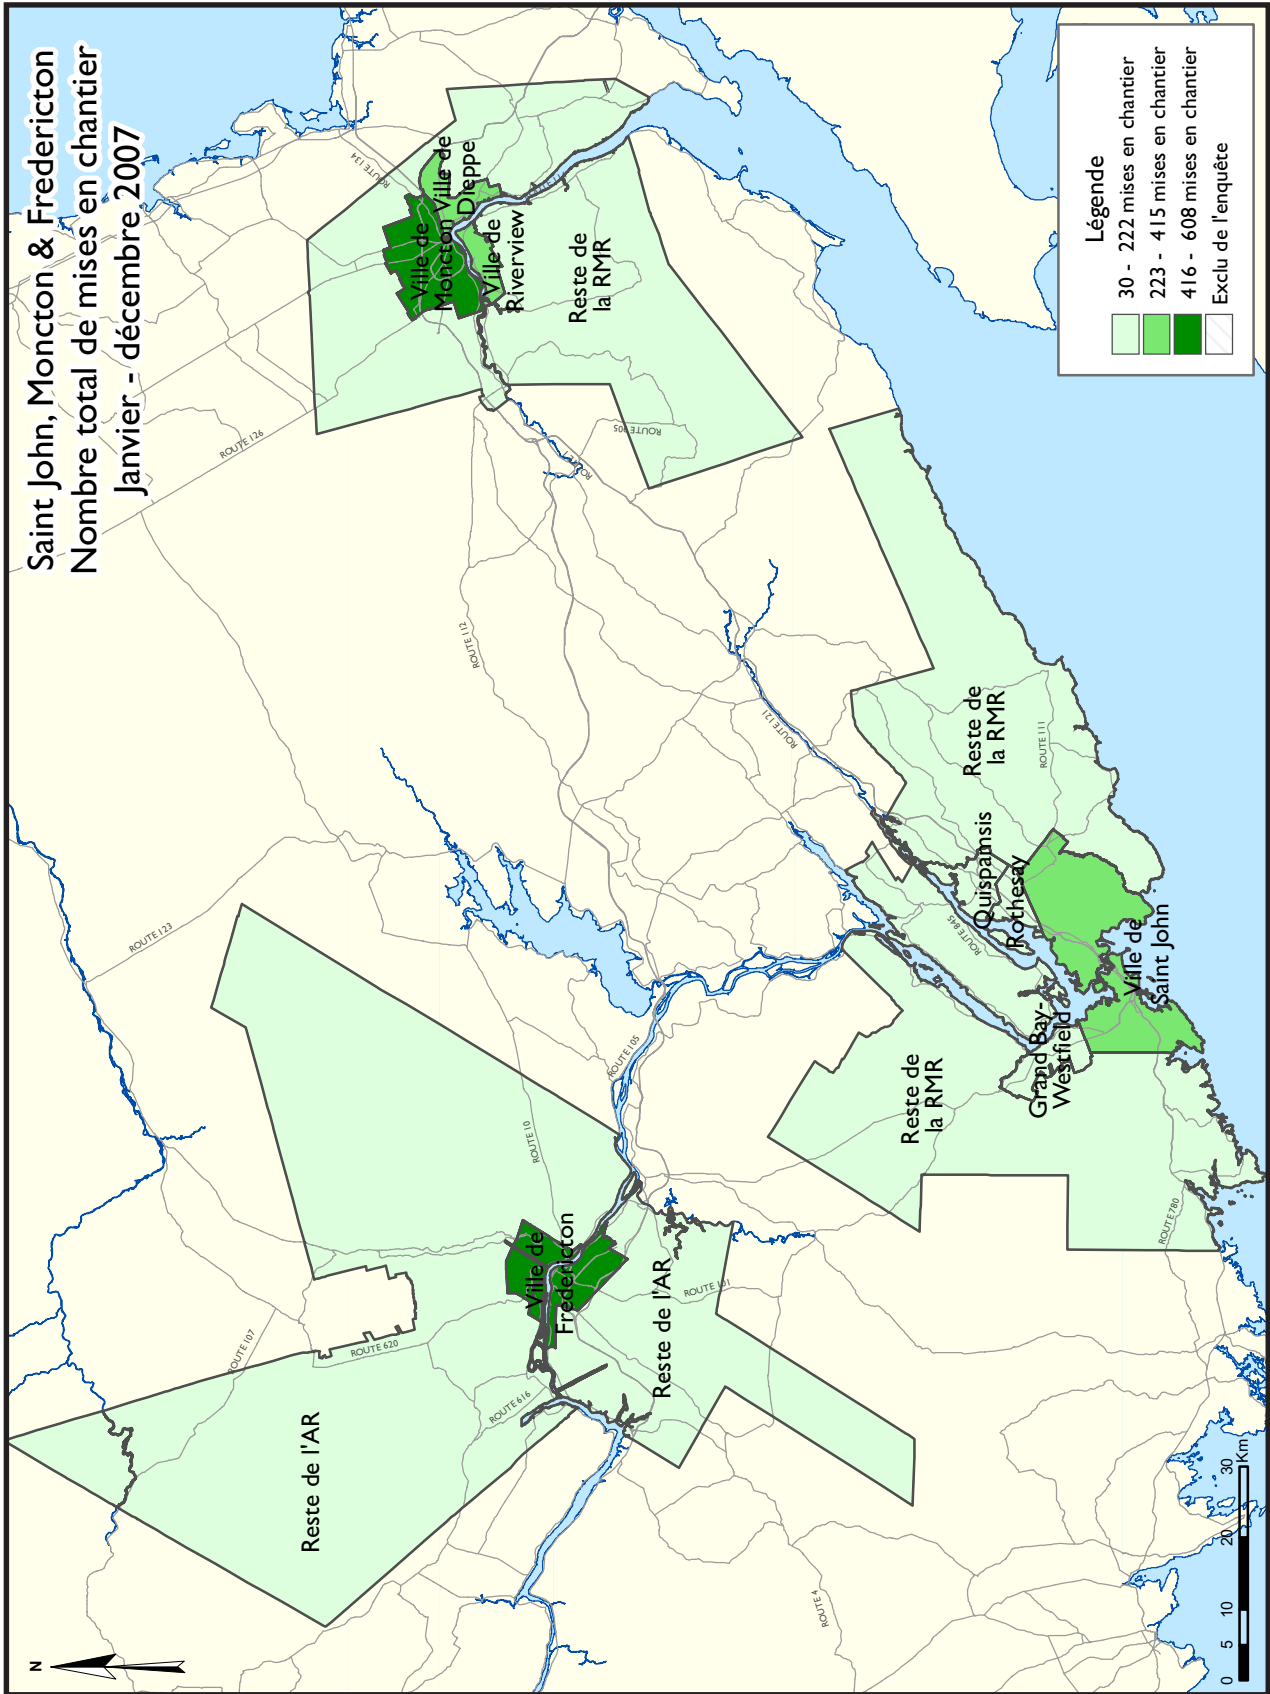 Saint John, Moncton & Fredericton
Nombre total de mises en chantier
Janvier - décembre 2007
N
ROUTE 134
Ville de
Moncton
Ville de
Dieppe
Ville de
Riverview
Reste de
la RMR
ROUTE 126
ROUTE 905
ROUTE 112
ROUTE 121
ROUTE 123
Reste de
la RMR
ROUTE 111
Quispamsis
Rothesay
ROUTE 845
Ville de
Saint John
Grand Bay-
Westfield
Reste de
la RMR
ROUTE 105
ROUTE 10
ROUTE 780
Ville de
Fredericton
Reste de l'AR
ROUTE 101
ROUTE 107
ROUTE 620
ROUTE 616
Reste de l'AR
ROUTE 4
Légende
30 - 222 mises en chantier
223 - 415 mises en chantier
416 - 608 mises en chantier
Exclu de l'enquête
0 5 10 20 30
Km